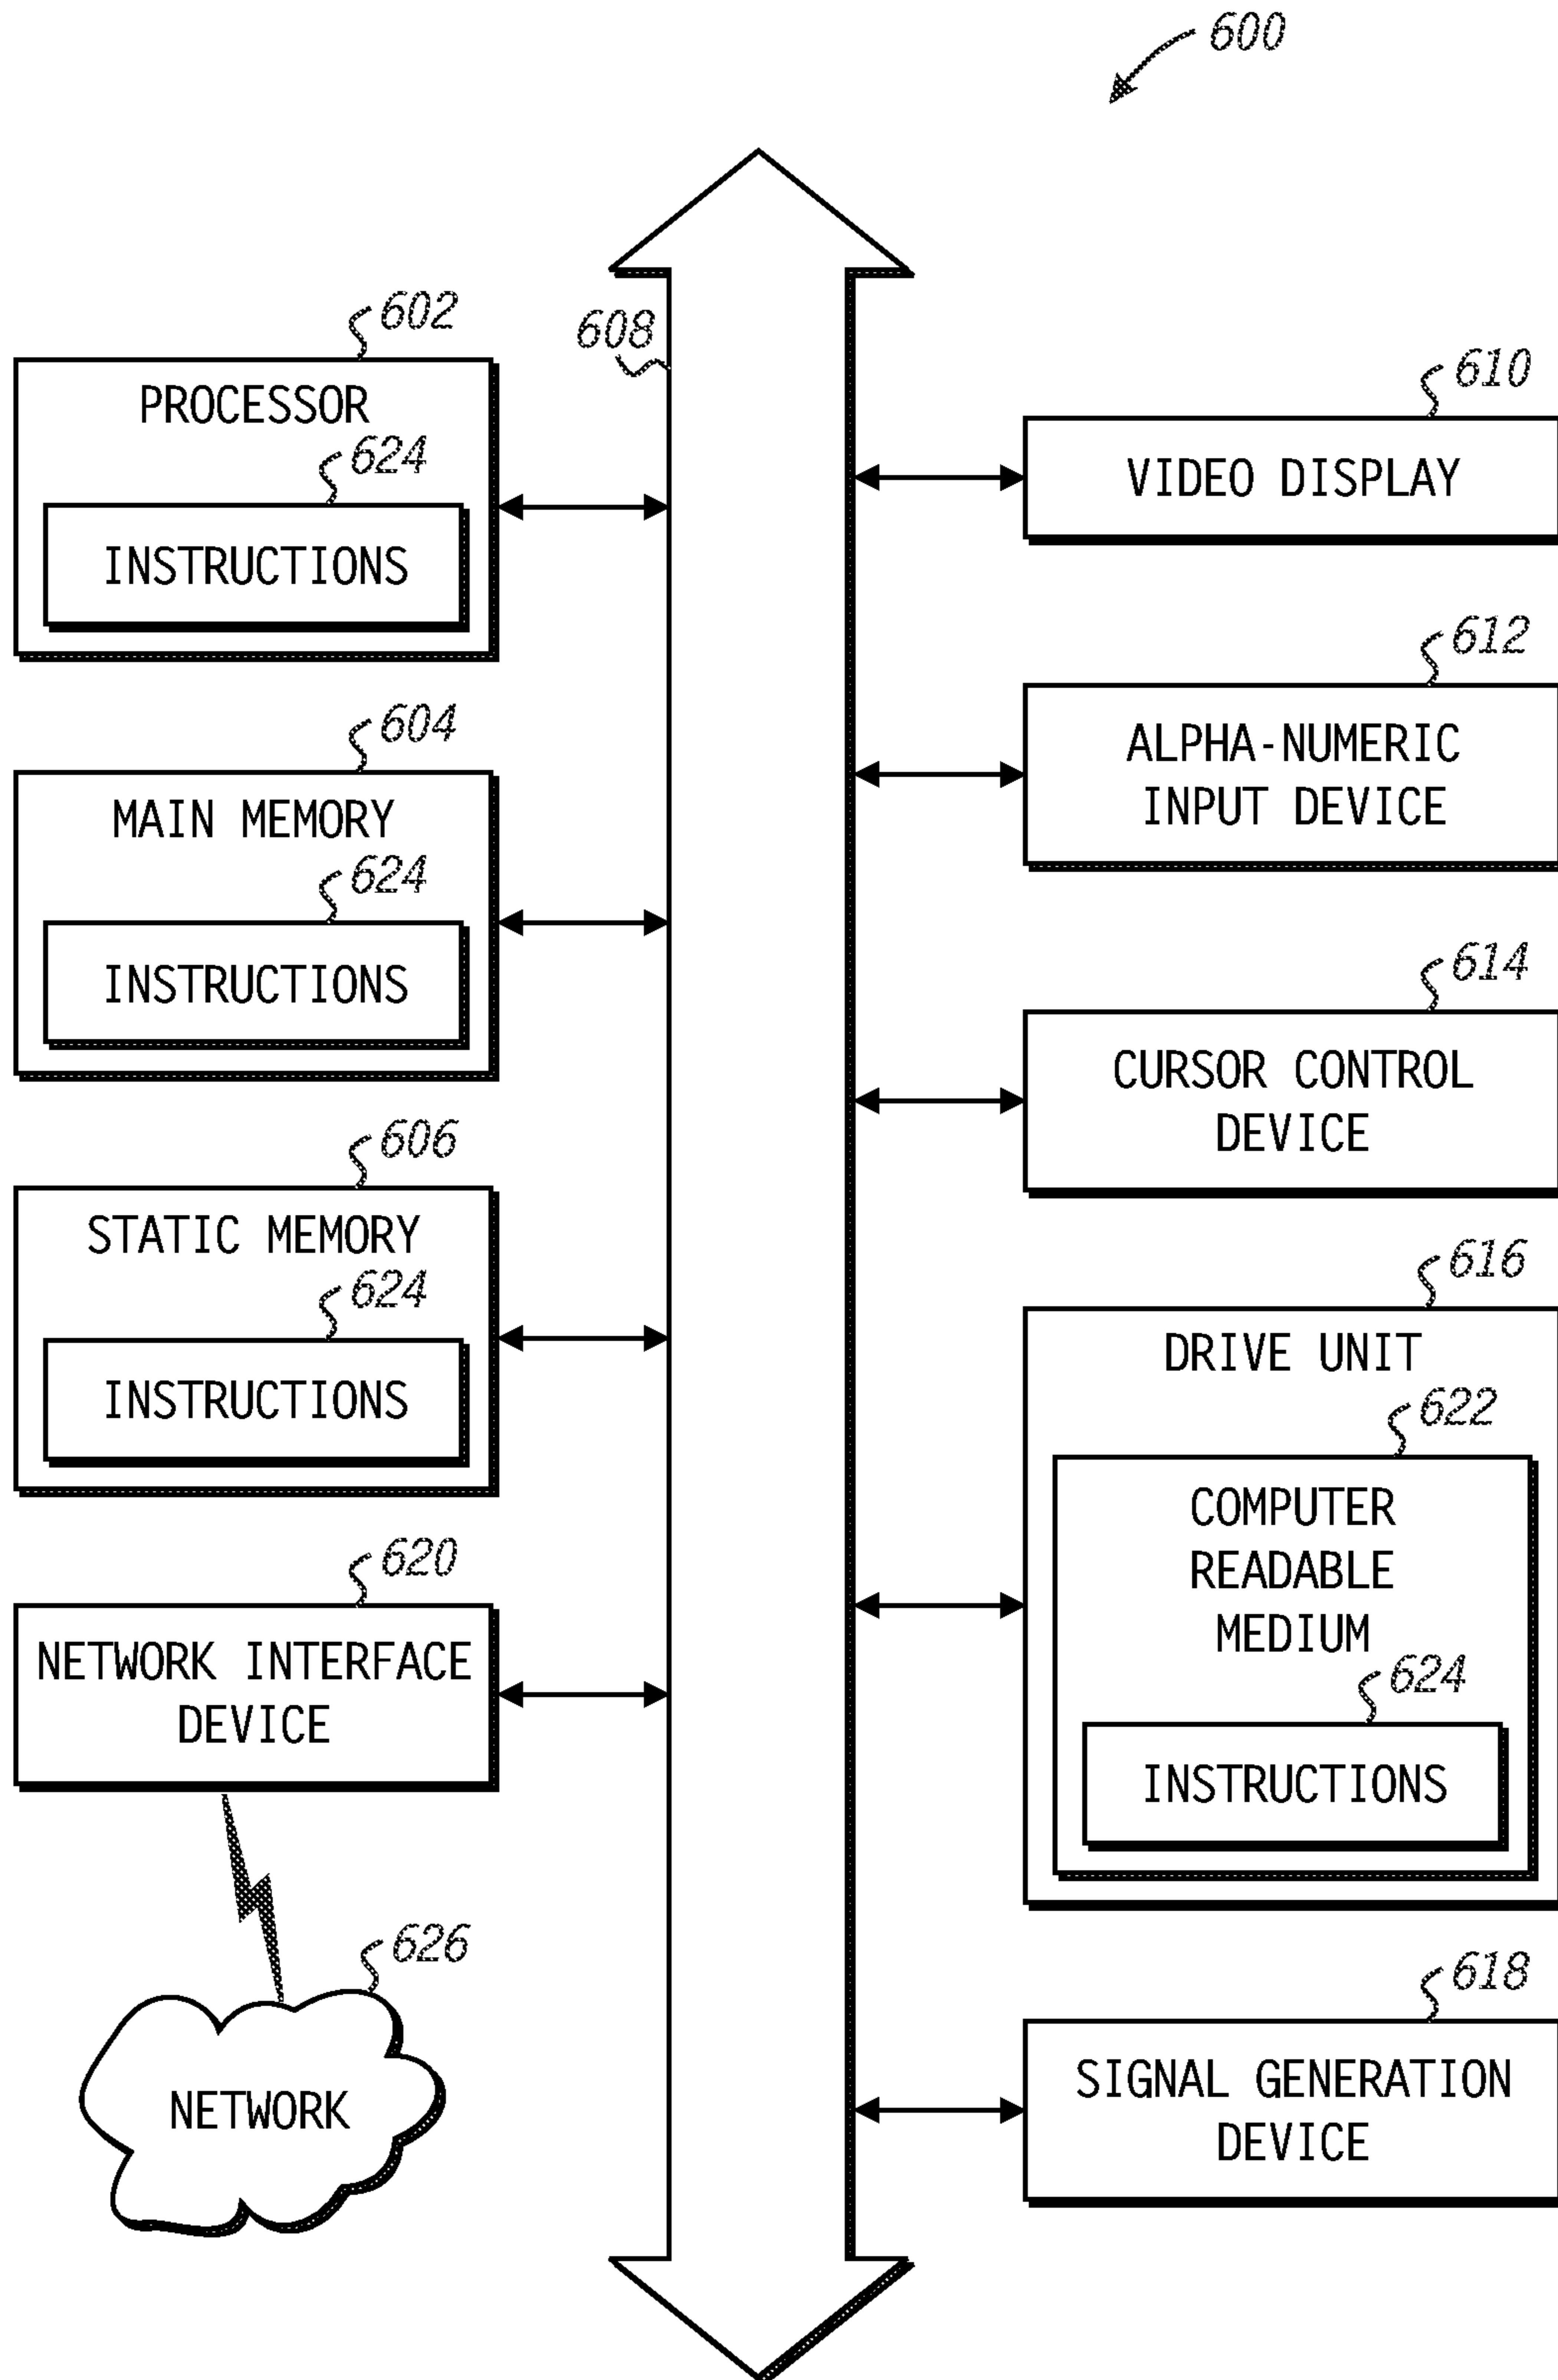 600
602
PROCESSOR
624
INSTRUCTIONS
604
MAIN MEMORY
624
INSTRUCTIONS
606
STATIC MEMORY
624
INSTRUCTIONS
620
NETWORK INTERFACE
DEVICE
626
NETWORK
608
610
VIDEO DISPLAY
612
ALPHA-NUMERIC
INPUT DEVICE
614
CURSOR CONTROL
DEVICE
616
DRIVE UNIT
622
COMPUTER
READABLE
MEDIUM
624
INSTRUCTIONS
618
SIGNAL GENERATION
DEVICE